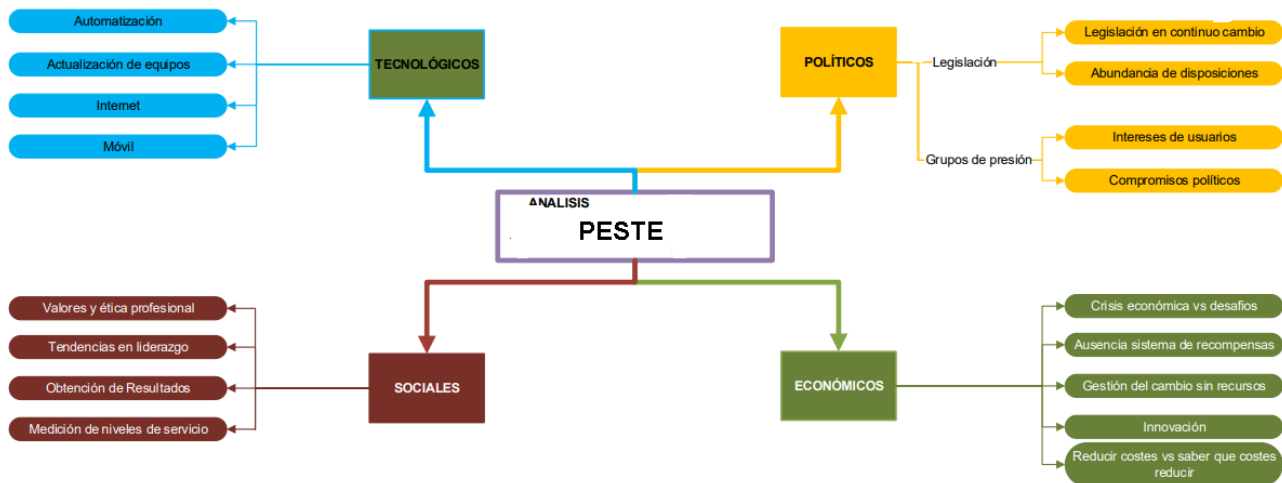 Automatización
Actualización de equipos
Internet
Móvil
TECNOLÓGICOS
POLÍTICOS
Legislación
Legislación en continuo cambio
Abundancia de disposiciones
Grupos de presión
Intereses de usuarios
Compromisos políticos
ANALISIS
PESTE
Valores y ética profesional
Tendencias en liderazgo
Obtención de Resultados
Medición de niveles de servicio
SOCIALES
ECONÓMICOS
Crisis económica vs desafios
Ausencia sistema de recompensas
Gestión del cambio sin recursos
Innovación
Reducir costes vs saber que costes
reducir